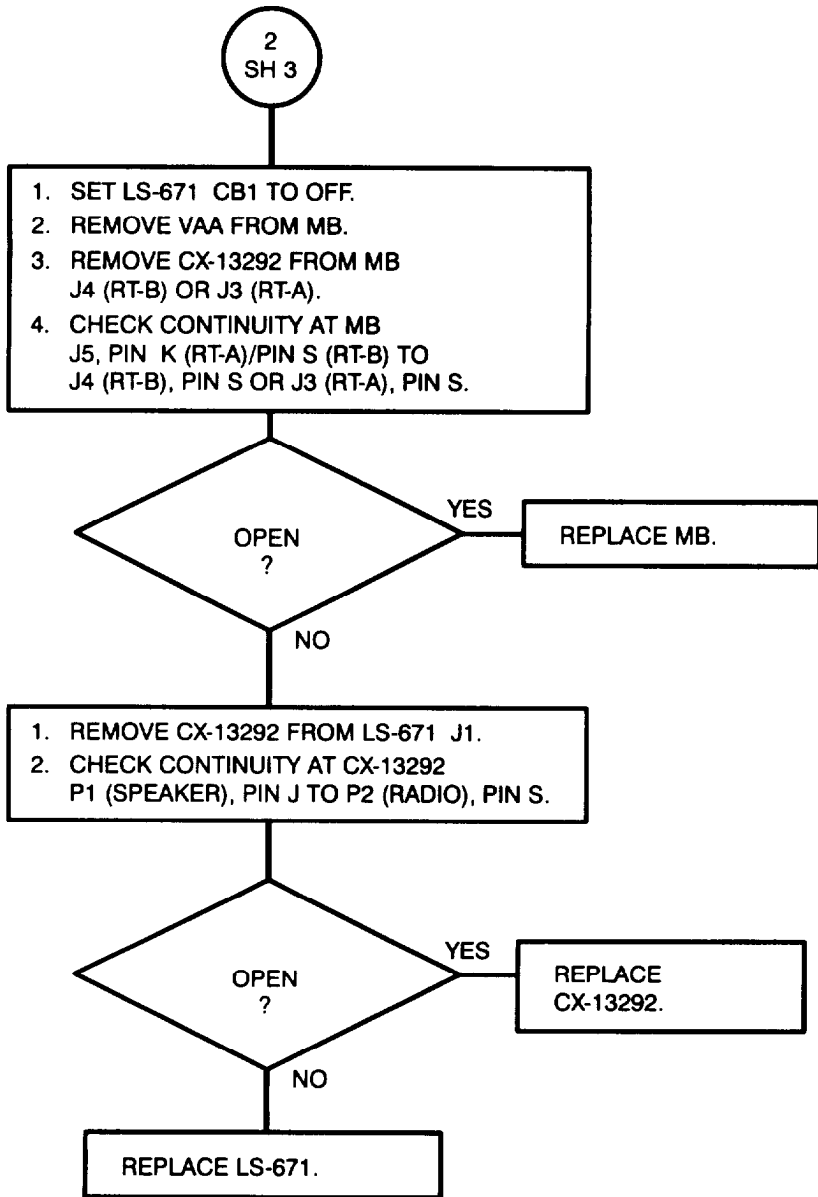 2
SH 3
1. SET LS-671 CB1 TO OFF.
2. REMOVE VAA FROM MB.
3. REMOVE CX-13292 FROM MB
J4 (RT-B) OR J3 (RT-A).
4. CHECK CONTINUITY AT MB
J5, PIN K (RT-A)/PIN S (RT-B) TO
J4 (RT-B), PIN S OR J3 (RT-A), PIN S.
OPEN
?
YES
REPLACE MB.
NO
1. REMOVE CX-13292 FROM LS-671 J1.
2. CHECK CONTINUITY AT CX-13292
P1 (SPEAKER), PIN J TO P2 (RADIO), PIN S.
OPEN
?
YES
REPLACE
CX-13292.
NO
REPLACE LS-671.